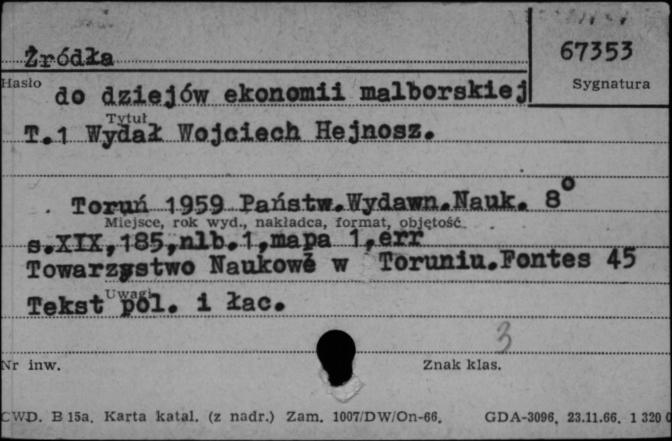 Źródła
67353
Hasło
Sygnatura
do dziejów ekonomii malborskiej
Tytuł
T.1 Wydał Wojciech Hejnosz.
Toruń 1959 Państw.Wydawn.Nauk. 8°
Miejsce, rok wyd., nakładca, format, objętość
s.XIX,185,nlb.1,mapa 1,err
Towarzystwo Naukowé w Toruniu.Fontes 45
Uwagi
Tekst pol. i łac.
3
Nr inw.
Znak klas.
CWD. B 15a. Karta katal. (z nadr.) Zam. 1007/DW/On-66. GDA-3096, 23.11.66. 1 320 0